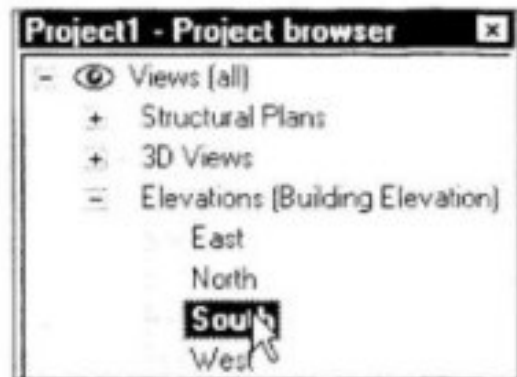 Project1 - Project browser
Views (all)
Structural Plans
3D Views
Elevations (Building Elevation)
East
North
South
West